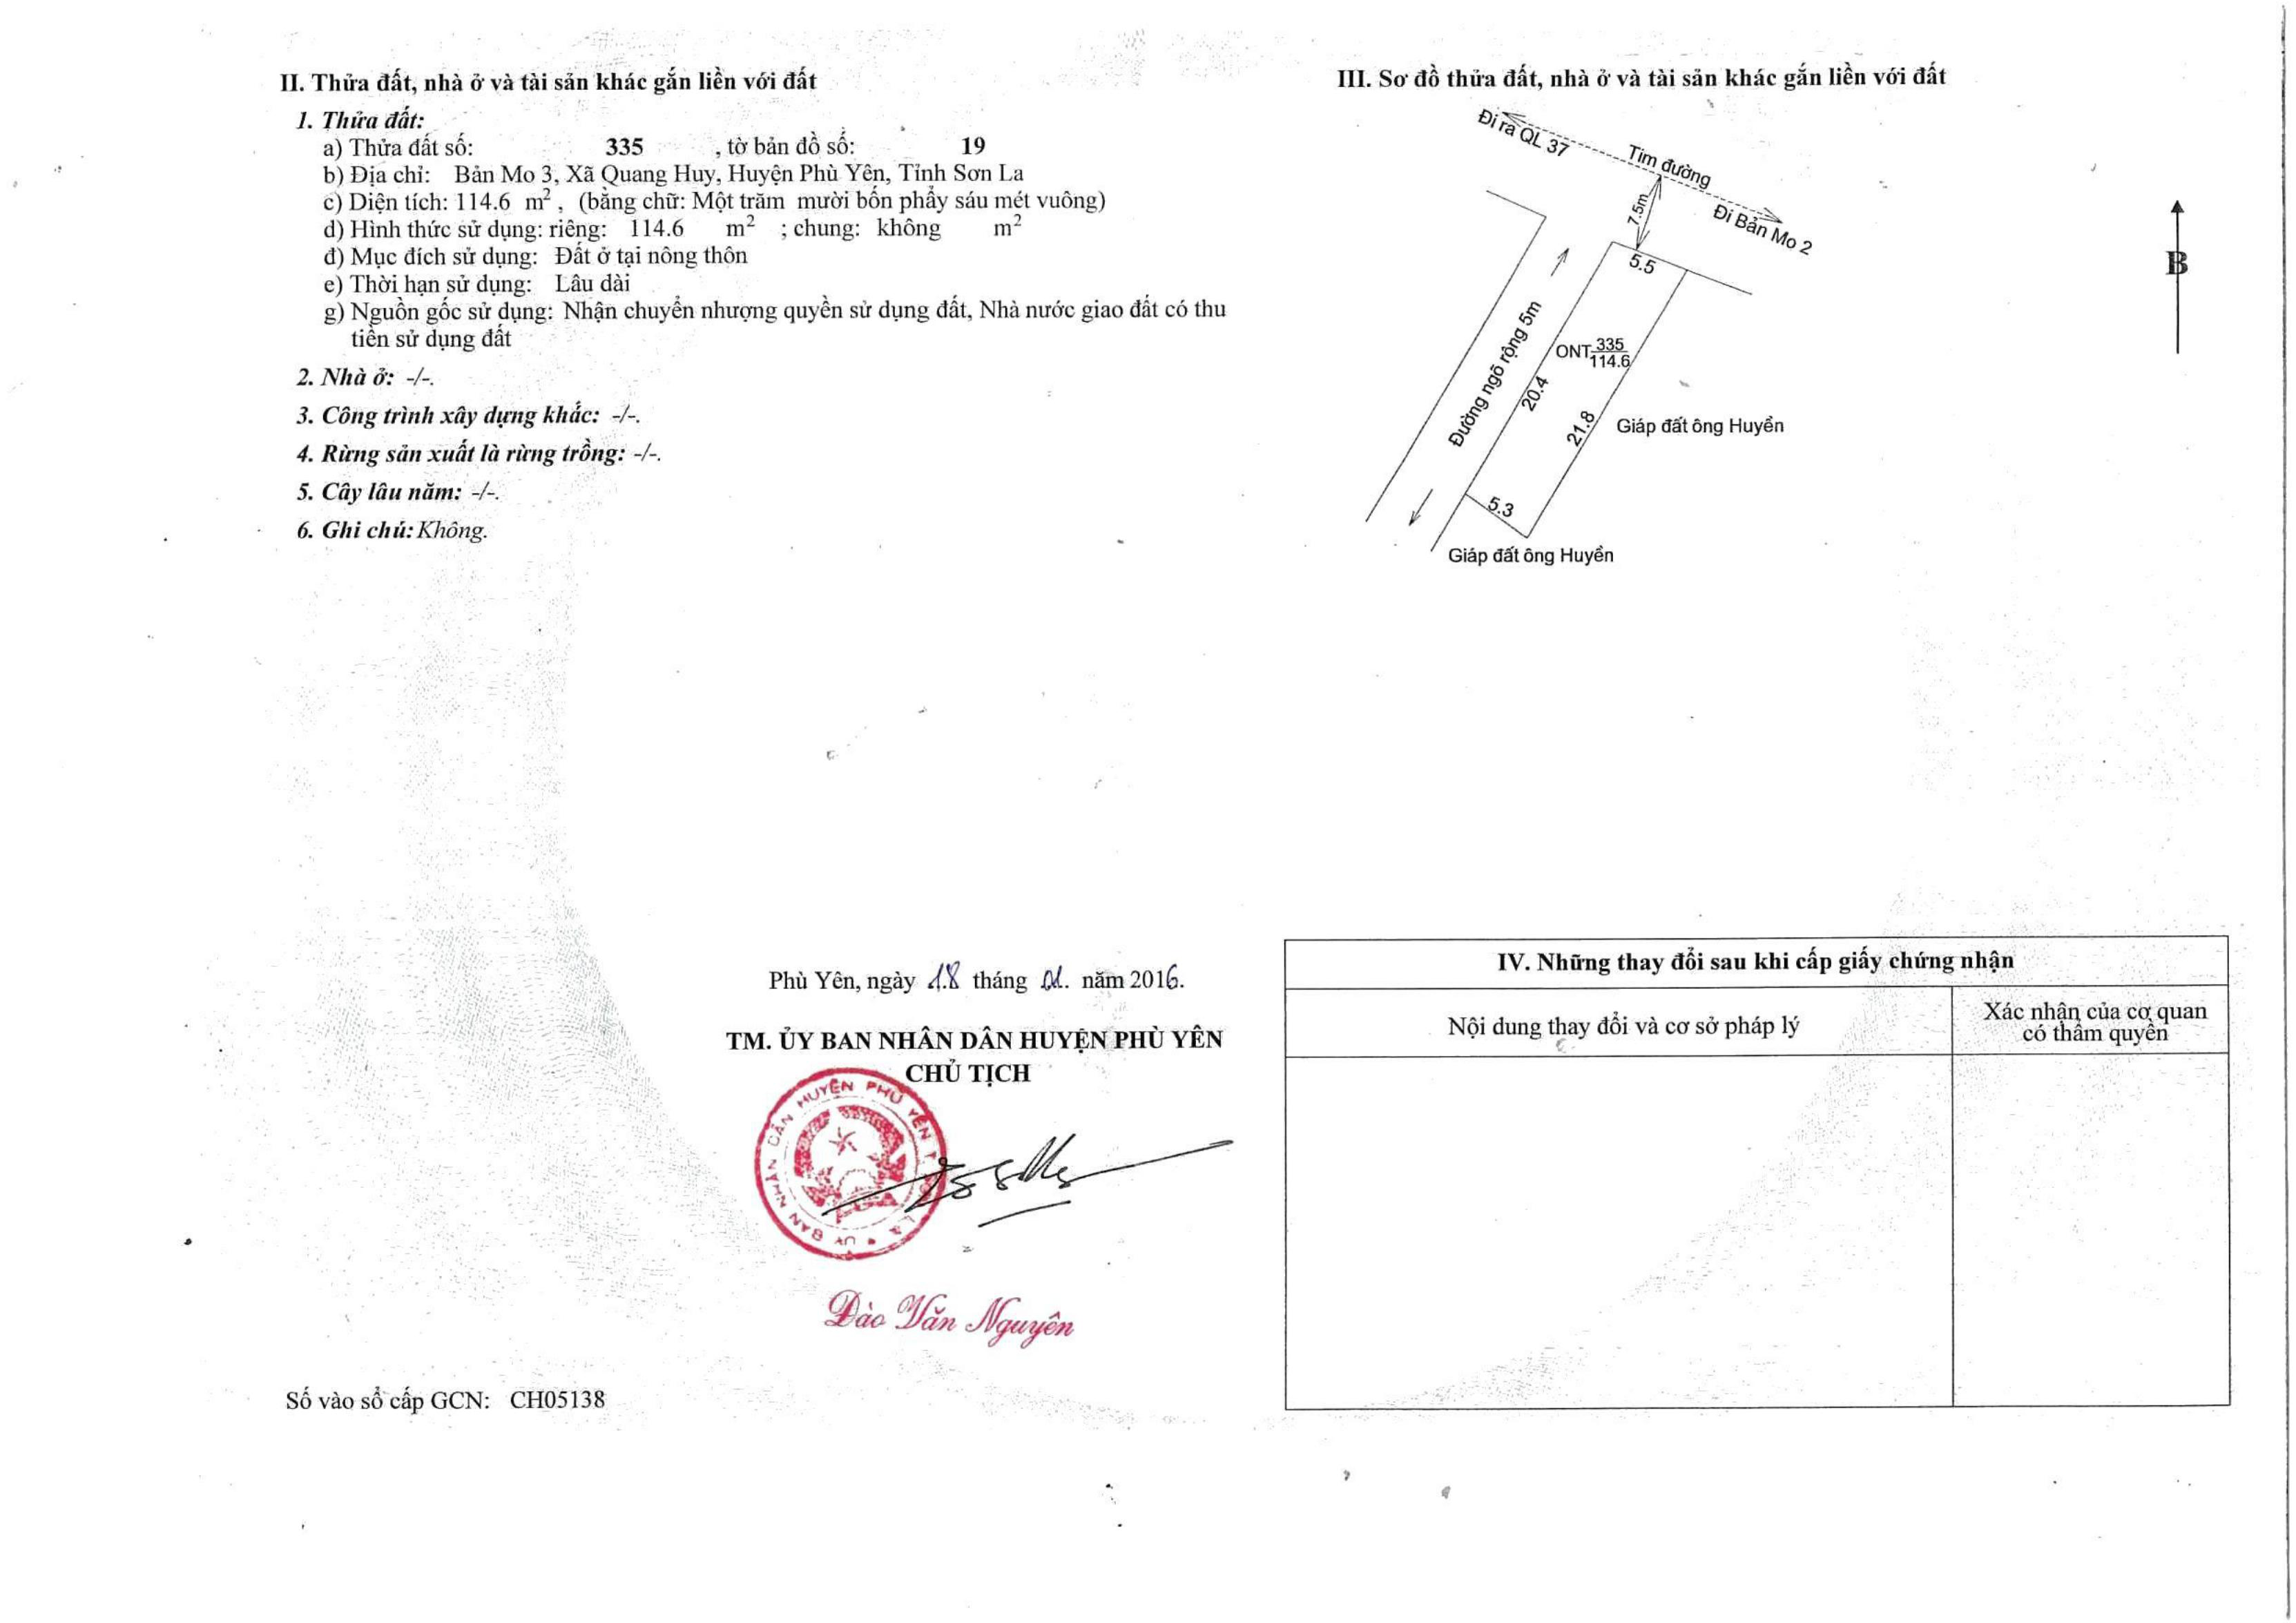 II. Thửa đất, nhà ở và tài sản khác gắn liền với đất
1. Thửa đất:
a) Thửa đất số: 335 , tờ bản đồ số: 19
b) Địa chỉ: Bản Mo 3, Xã Quang Huy, Huyện Phù Yên, Tỉnh Sơn La
c) Diện tích: 114.6 m², (bằng chữ: Một trăm mười bốn phẩy sáu mét vuông)
d) Hình thức sử dụng: riêng: 114.6 m² ; chung: không m²
đ) Mục đích sử dụng: Đất ở tại nông thôn
e) Thời hạn sử dụng: Lâu dài
g) Nguồn gốc sử dụng: Nhận chuyển nhượng quyền sử dụng đất, Nhà nước giao đất có thu
tiền sử dụng đất
2. Nhà ở: -/-.
3. Công trình xây dựng khác: -/-.
4. Rừng sản xuất là rừng trồng: -/-.
5. Cây lâu năm: -/-.
6. Ghi chú: Không.
Phù Yên, ngày 18 tháng 01. năm 2016.
TM. ỦY BAN NHÂN DÂN HUYỆN PHÙ YÊN
CHỦ TỊCH
Đào Văn Nguyên
Số vào sổ cấp GCN: CH05138
III. Sơ đồ thửa đất, nhà ở và tài sản khác gắn liền với đất
Đi ra QL 37
Tim đường
Đi Bản Mo 2
7.5m
5.5
B
Đường ngõ rộng 5m
ONT 335
114.6
20.4
21.8
Giáp đất ông Huyển
5.3
Giáp đất ông Huyển
IV. Những thay đổi sau khi cấp giấy chứng nhận
Nội dung thay đổi và cơ sở pháp lý
Xác nhận của cơ quan
có thẩm quyền